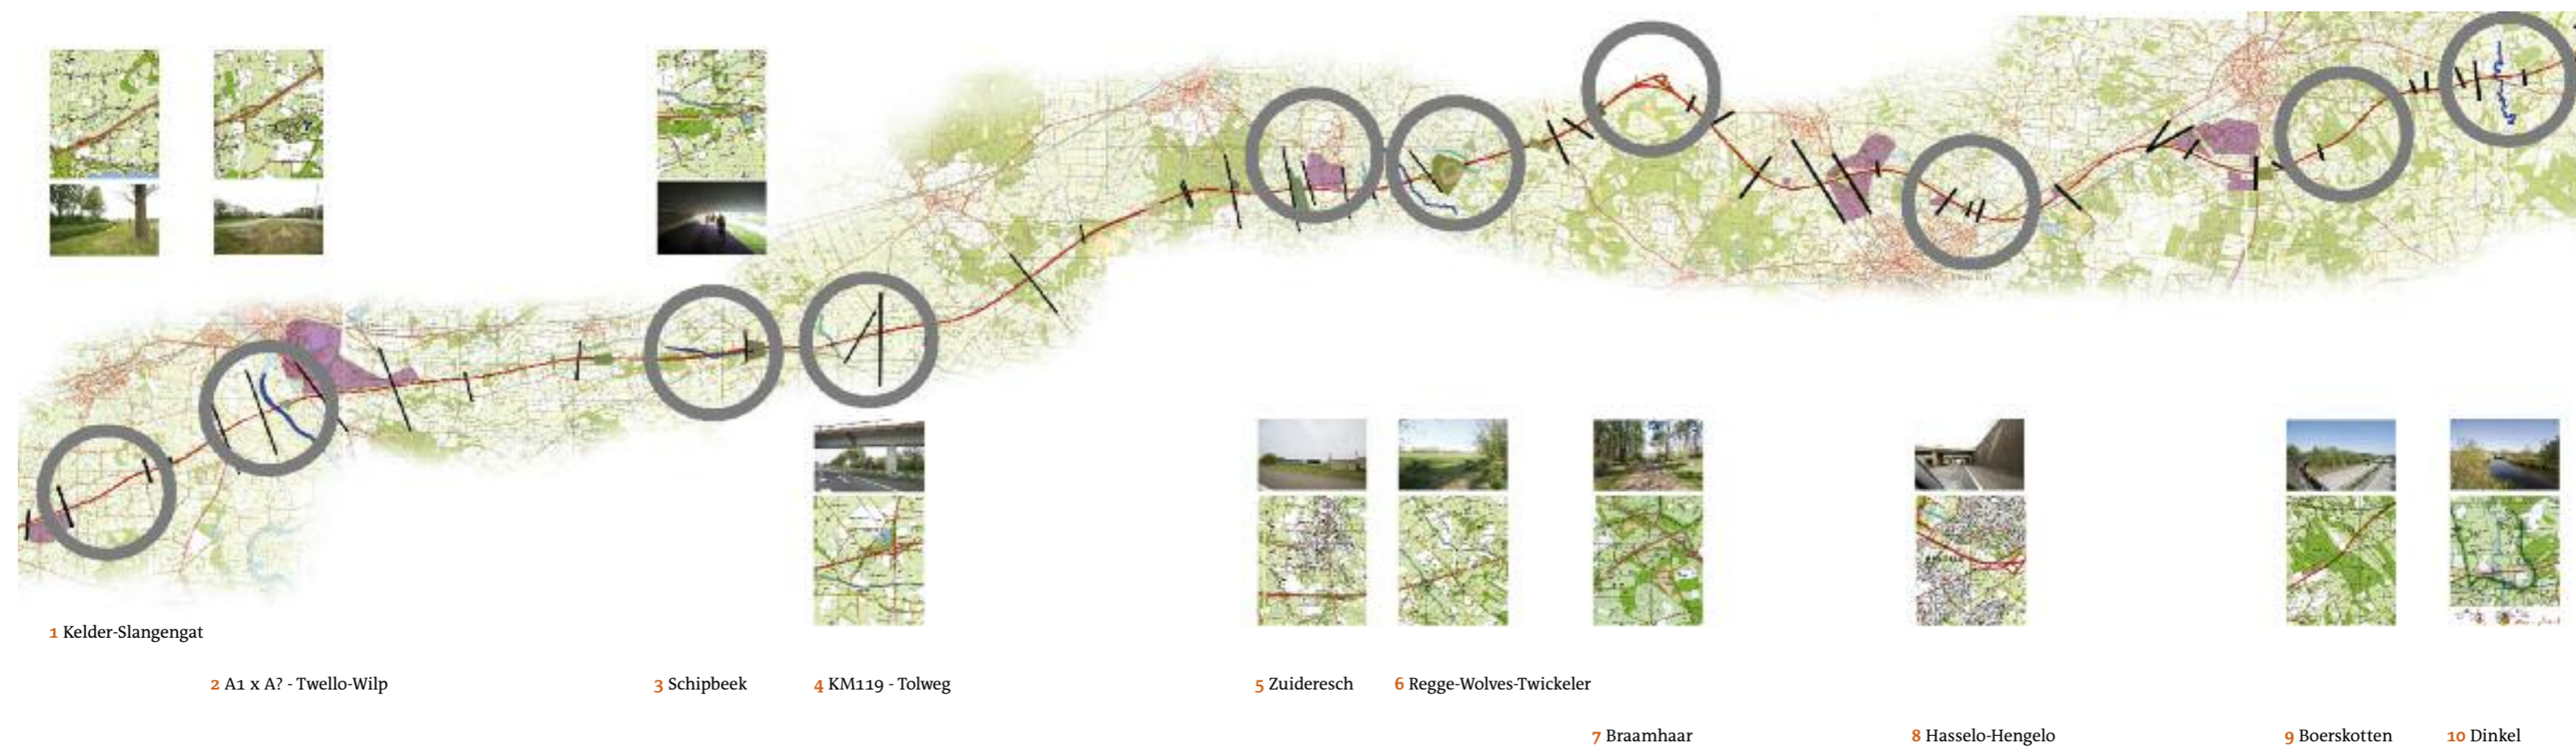 1 Kelder-Slangengat
2 A1 x A? - Twello-Wilp
3 Schipbeek
4 KM119 - Tolweg
5 Zuideresch
6 Regge-Wolves-Twickeler
7 Braamhaar
8 Hasselo-Hengelo
9 Boerskotten
10 Dinkel